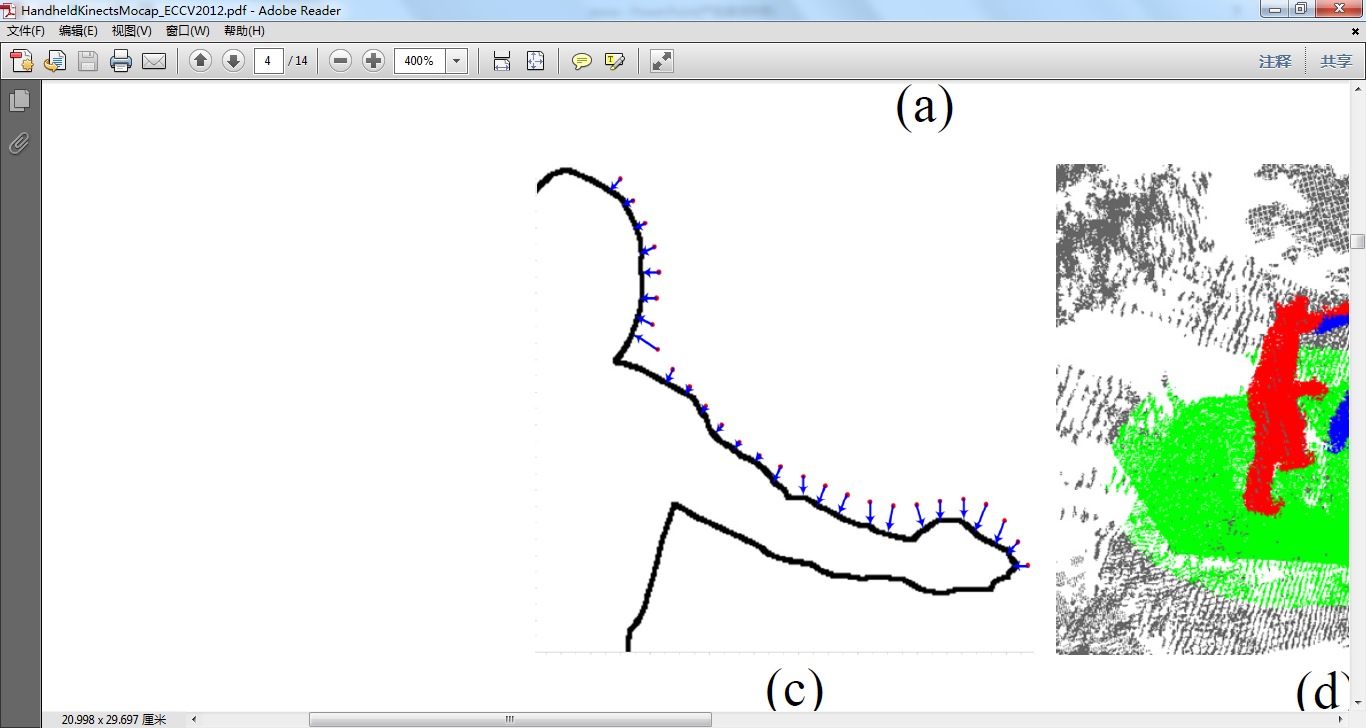 HandheldKinectsMocap_ECCV2012.pdf - Adobe Reader
文件(F) 编辑(E) 视图(V) 窗口(W) 帮助(H)
4 / 14 400% 注释 共享
(a)
(c) (d)
20.998 x 29.697 厘米